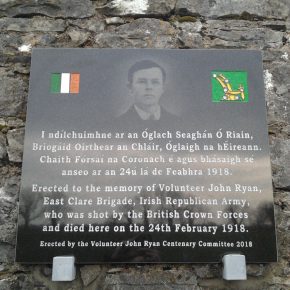 I ndílchuimhne ar an Óglach Seaghán Ó Riain,
Briogáid Oirthear an Chláir, Óglaigh na hÉireann.
Chaith Fórsaí na Corónach é agus bhásaigh sé
anseo ar an 24ú lá de Feabhra 1918.
Erected to the memory of Volunteer John Ryan,
East Clare Brigade, Irish Republican Army,
who was shot by the British Crown Forces
and died here on the 24th February 1918.
Erected by the Volunteer John Ryan Centenary Committee 2018